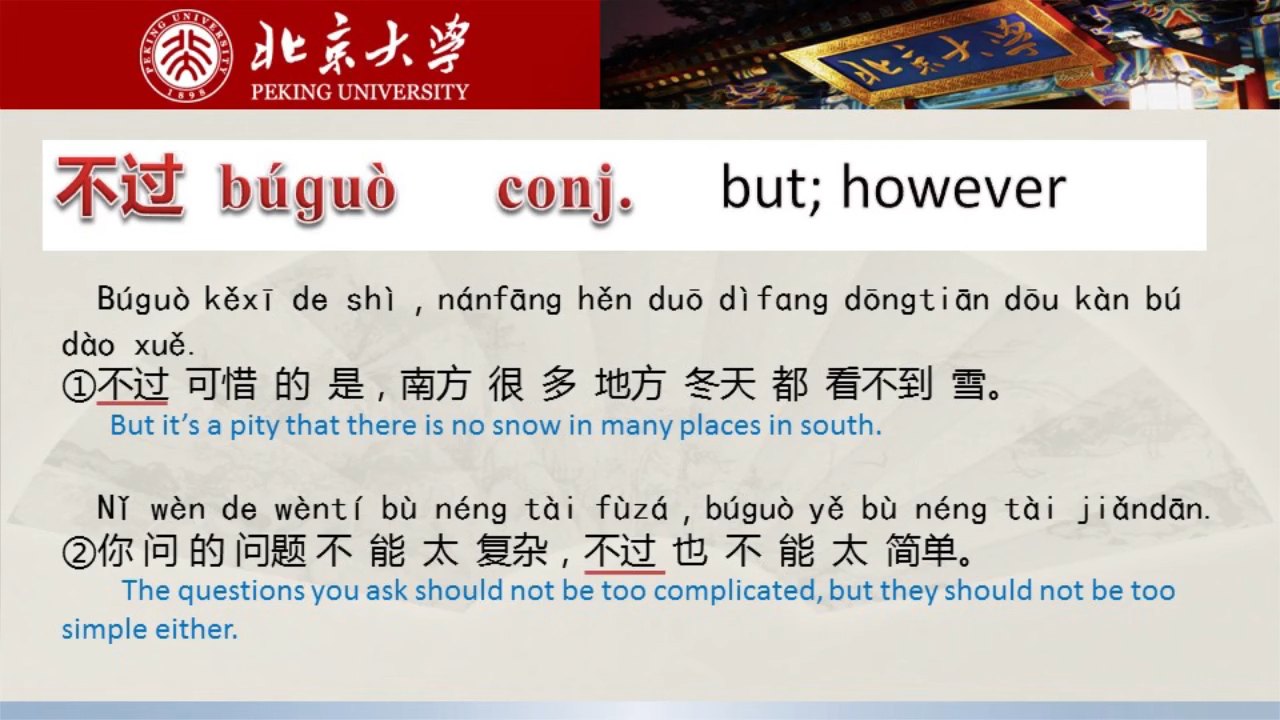 北京大学
PEKING UNIVERSITY
PEKING UNIVERSITY
1898
北京大学
不过 búguò conj. but; however
Búguò kěxī de shì , nánfāng hěn duō dìfang dōngtiān dōu kàn bú
dào xuě.
①不过 可惜 的 是 , 南方 很 多 地方 冬天 都 看不到 雪。
But it’s a pity that there is no snow in many places in south.
Nǐ wèn de wèntí bù néng tài fùzá , búguò yě bù néng tài jiǎndān.
②你 问 的 问题 不 能 太 复杂 , 不过 也 不 能 太 简单。
The questions you ask should not be too complicated, but they should not be too
simple either.